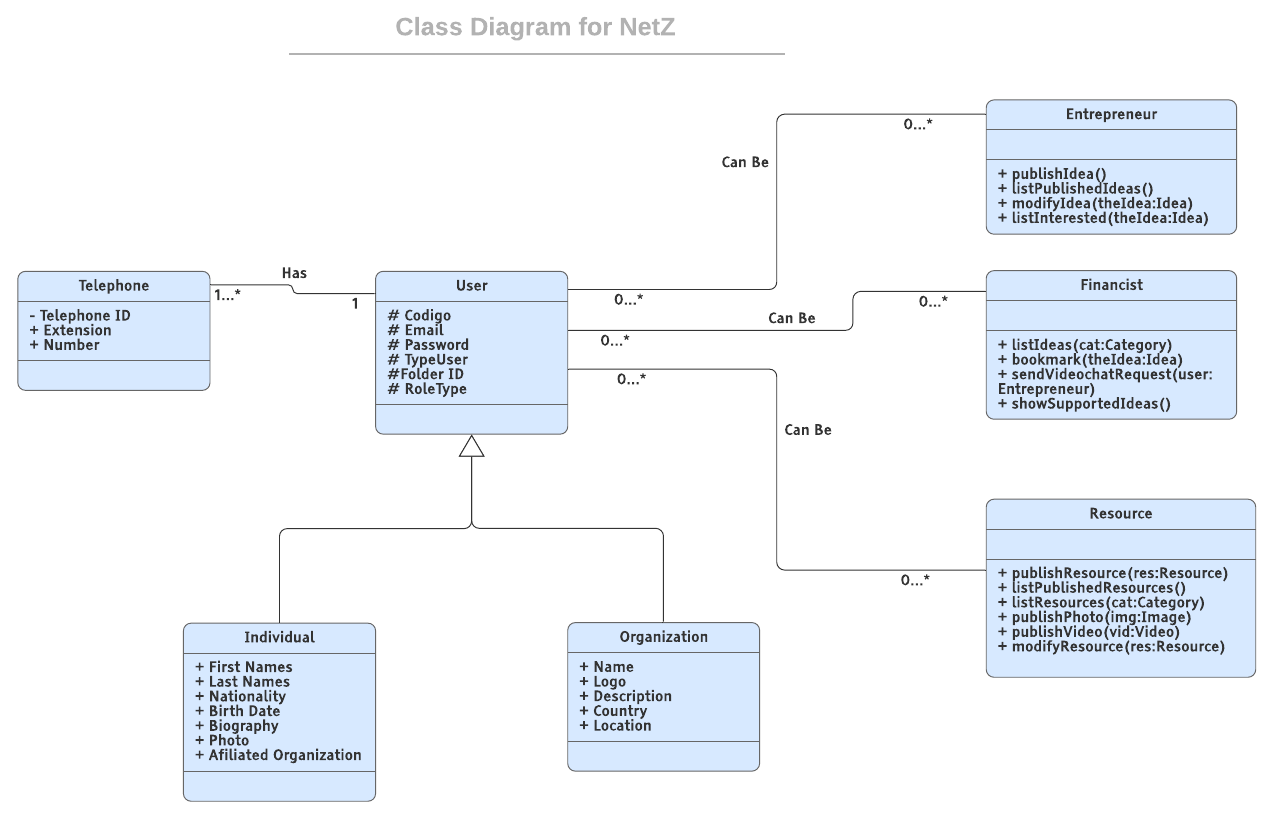 Class Diagram for NetZ
Entrepreneur
+ publishIdea()
+ listPublishedIdeas()
+ modifyIdea(theIdea:Idea)
+ listInterested(theIdea:Idea)
0...*
Can Be
0...*
Telephone
- Telephone ID
+ Extension
+ Number
1...*
Has
1
User
# Codigo
# Email
# Password
# TypeUser
#Folder ID
# RoleType
Financist
+ listIdeas(cat:Category)
+ bookmark(theIdea:Idea)
+ sendVideochatRequest(user:
Entrepreneur)
+ showSupportedIdeas()
0...*
Can Be
0...*
0...*
Can Be
0...*
Resource
+ publishResource(res:Resource)
+ listPublishedResources()
+ listResources(cat:Category)
+ publishPhoto(img:Image)
+ publishVideo(vid:Video)
+ modifyResource(res:Resource)
Individual
+ First Names
+ Last Names
+ Nationality
+ Birth Date
+ Biography
+ Photo
+ Afiliated Organization
Organization
+ Name
+ Logo
+ Description
+ Country
+ Location